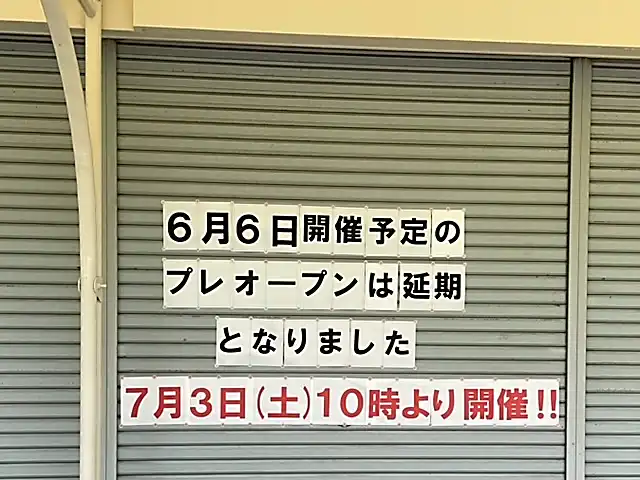 6月6日開催予定の
プレオープンは延期
となりました
7月3日(土)10時より開催!!